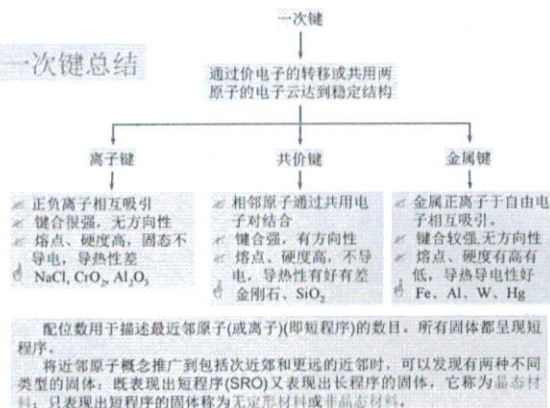 一次键
一次键总结
通过价电子的转移或共用两
原子的电子云达到稳定结构
离子键
正负离子相互吸引
键合很强，无方向性
熔点、硬度高，固态不
导电，导热性差
NaCl, CrO₂, Al₂O₃
共价键
相邻原子通过共用电
子对结合
键合强，有方向性
熔点、硬度高，不导
电，导热性有好有差
金刚石、SiO₂
金属键
金属正离子于自由电
子相互吸引。
键合较强,无方向性
熔点、硬度有高有
低，导热导电性好
Fe、Al、W、Hg
配位数用于描述最近邻原子(或离子)(即短程序)的数目。所有固体都呈现短
程序。
将近邻原子概念推广到包括次近邻和更远的近邻时，可以发现有两种不同
类型的固体：既表现出短程序(SRO)又表现出长程序的固体，它称为晶态材
料；只表现出短程序的固体称为无定形材料或非晶态材料。